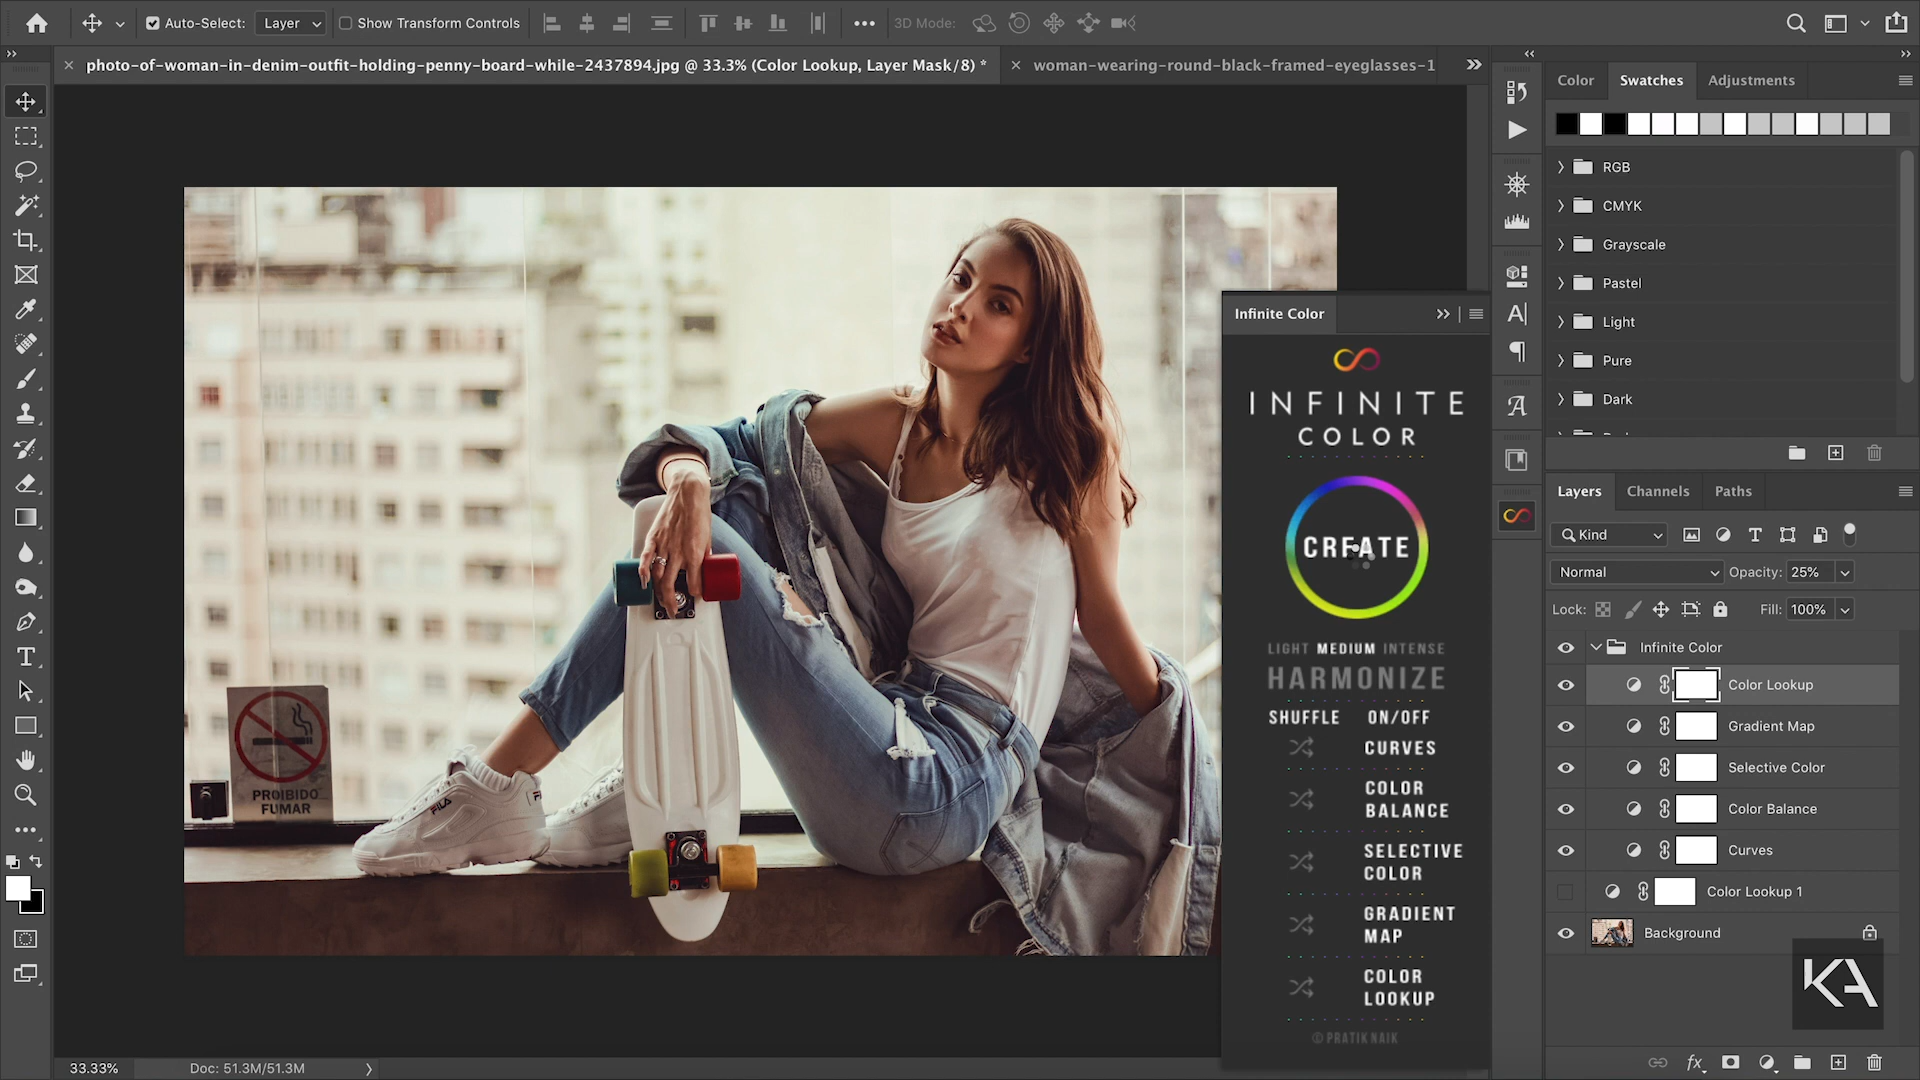 Auto-Select: Layer Show Transform Controls 3D Mode:
photo-of-woman-in-denim-outfit-holding-penny-board-while-2437894.jpg @ 33.3% (Color Lookup, Layer Mask/8) *
woman-wearing-round-black-framed-eyeglasses-1
Color Swatches Adjustments
RGB
CMYK
Grayscale
Pastel
Light
Pure
Dark
Infinite Color
INFINITE
COLOR
CREATE
LIGHT MEDIUM INTENSE
HARMONIZE
SHUFFLE ON/OFF
CURVES
COLOR
BALANCE
SELECTIVE
COLOR
GRADIENT
MAP
COLOR
LOOKUP
© PRATIK NAIK
Layers Channels Paths
Kind
Normal Opacity: 25%
Lock: Fill: 100%
Infinite Color
Color Lookup
Gradient Map
Selective Color
Color Balance
Curves
Color Lookup 1
Background
KA
PROIBIDO
FUMAR
FILA
33.33% Doc: 51.3M/51.3M